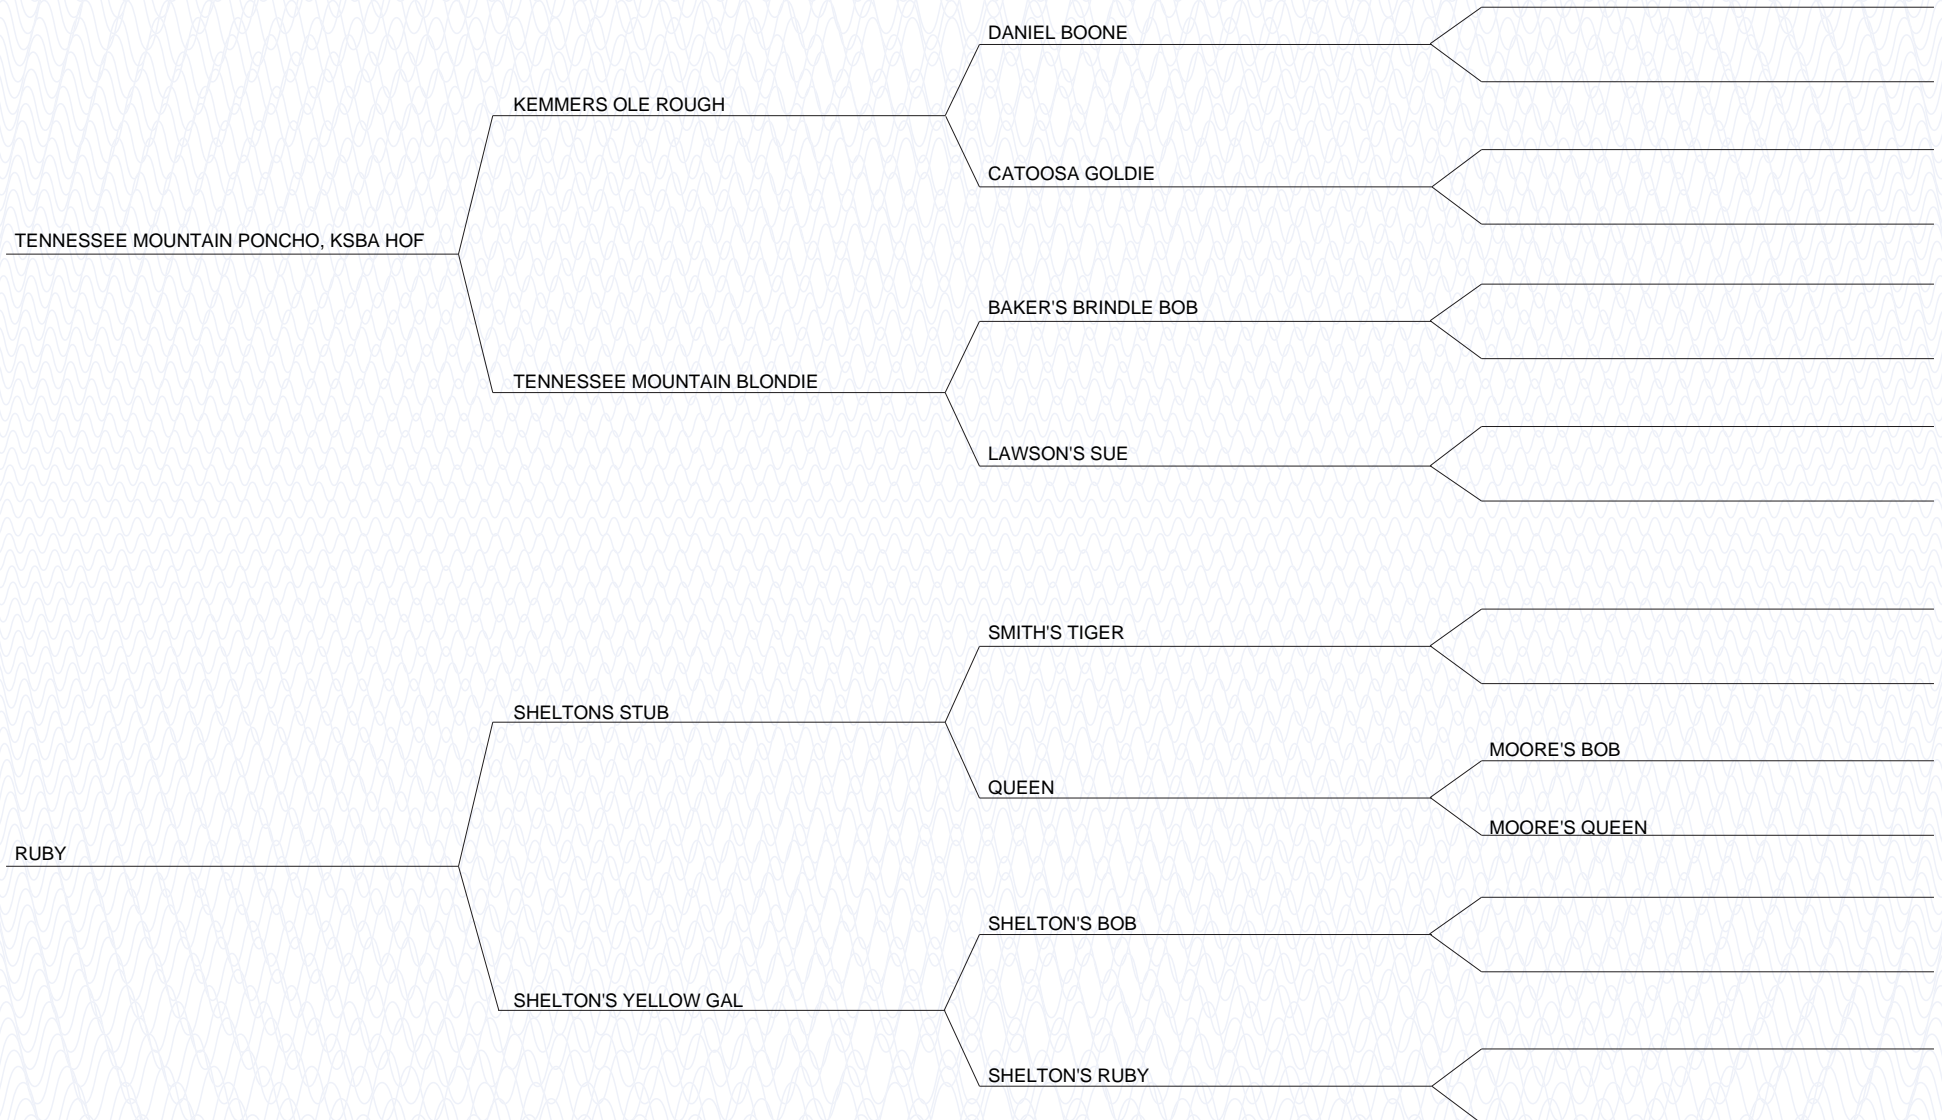 DANIEL BOONE
KEMMERS OLE ROUGH
CATOOSA GOLDIE
TENNESSEE MOUNTAIN PONCHO, KSBA HOF
BAKER'S BRINDLE BOB
TENNESSEE MOUNTAIN BLONDIE
LAWSON'S SUE
SMITH'S TIGER
SHELTONS STUB
MOORE'S BOB
QUEEN
MOORE'S QUEEN
RUBY
SHELTON'S BOB
SHELTON'S YELLOW GAL
SHELTON'S RUBY